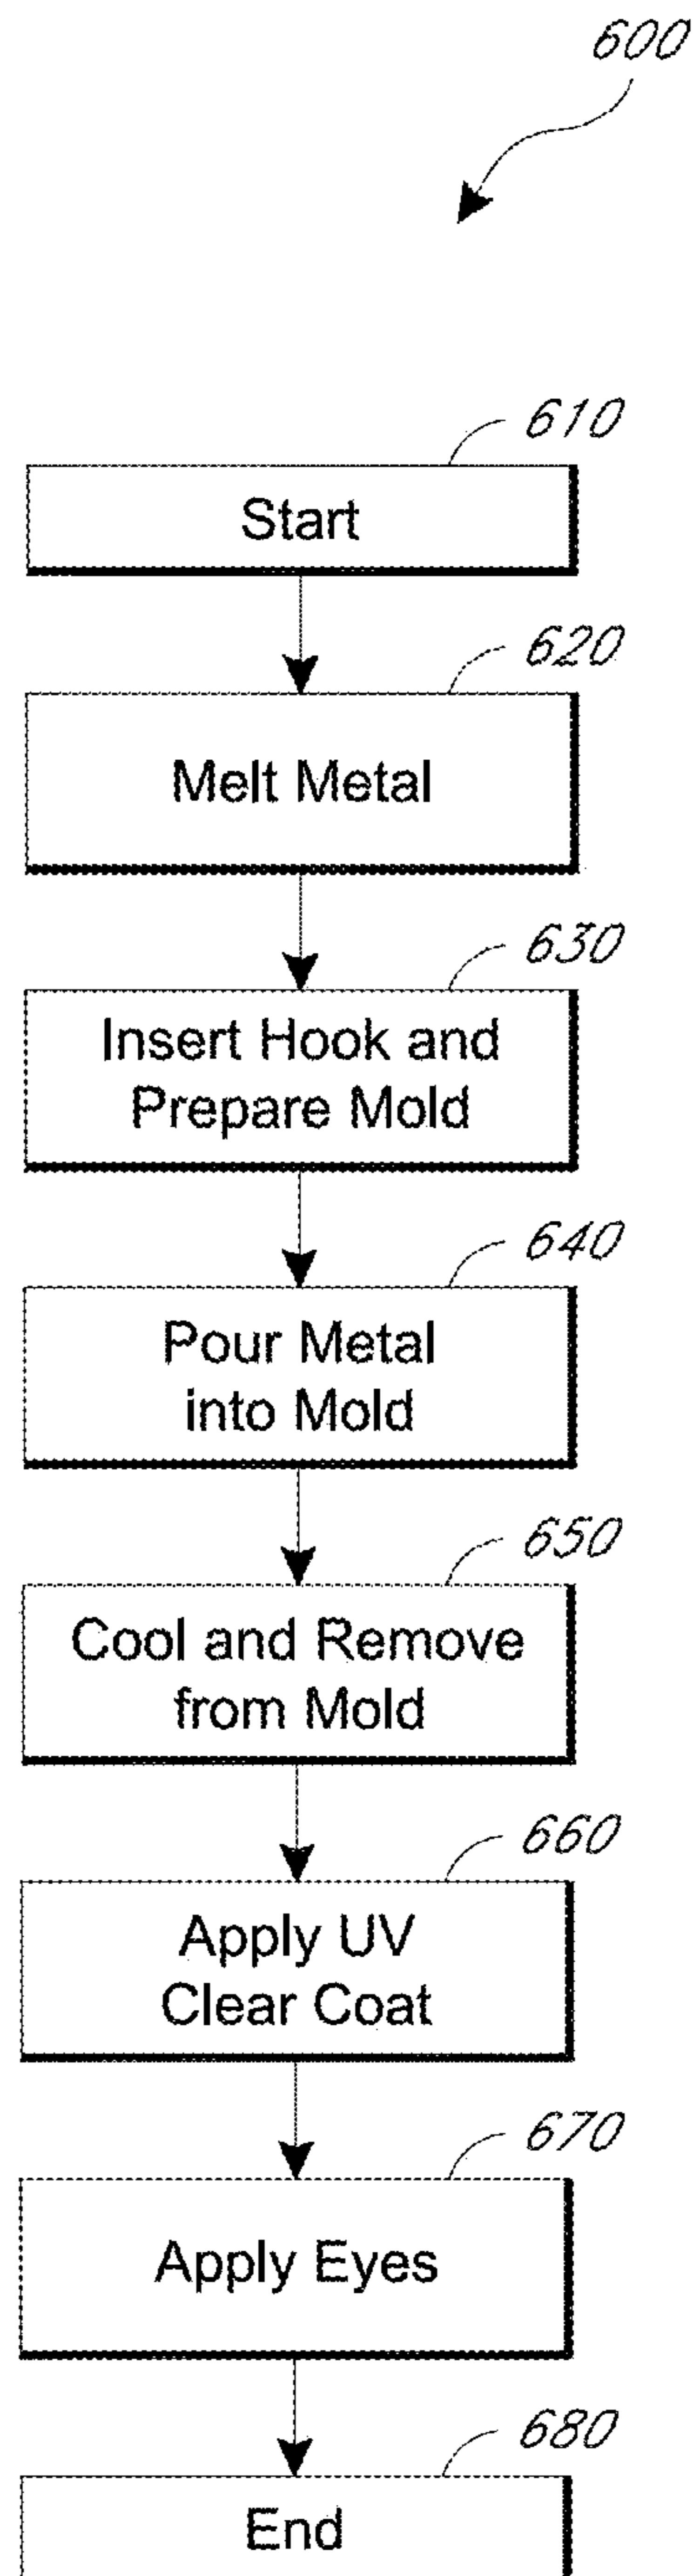 600
610
Start
620
Melt Metal
630
Insert Hook and
Prepare Mold
640
Pour Metal
into Mold
650
Cool and Remove
from Mold
660
Apply UV
Clear Coat
670
Apply Eyes
680
End